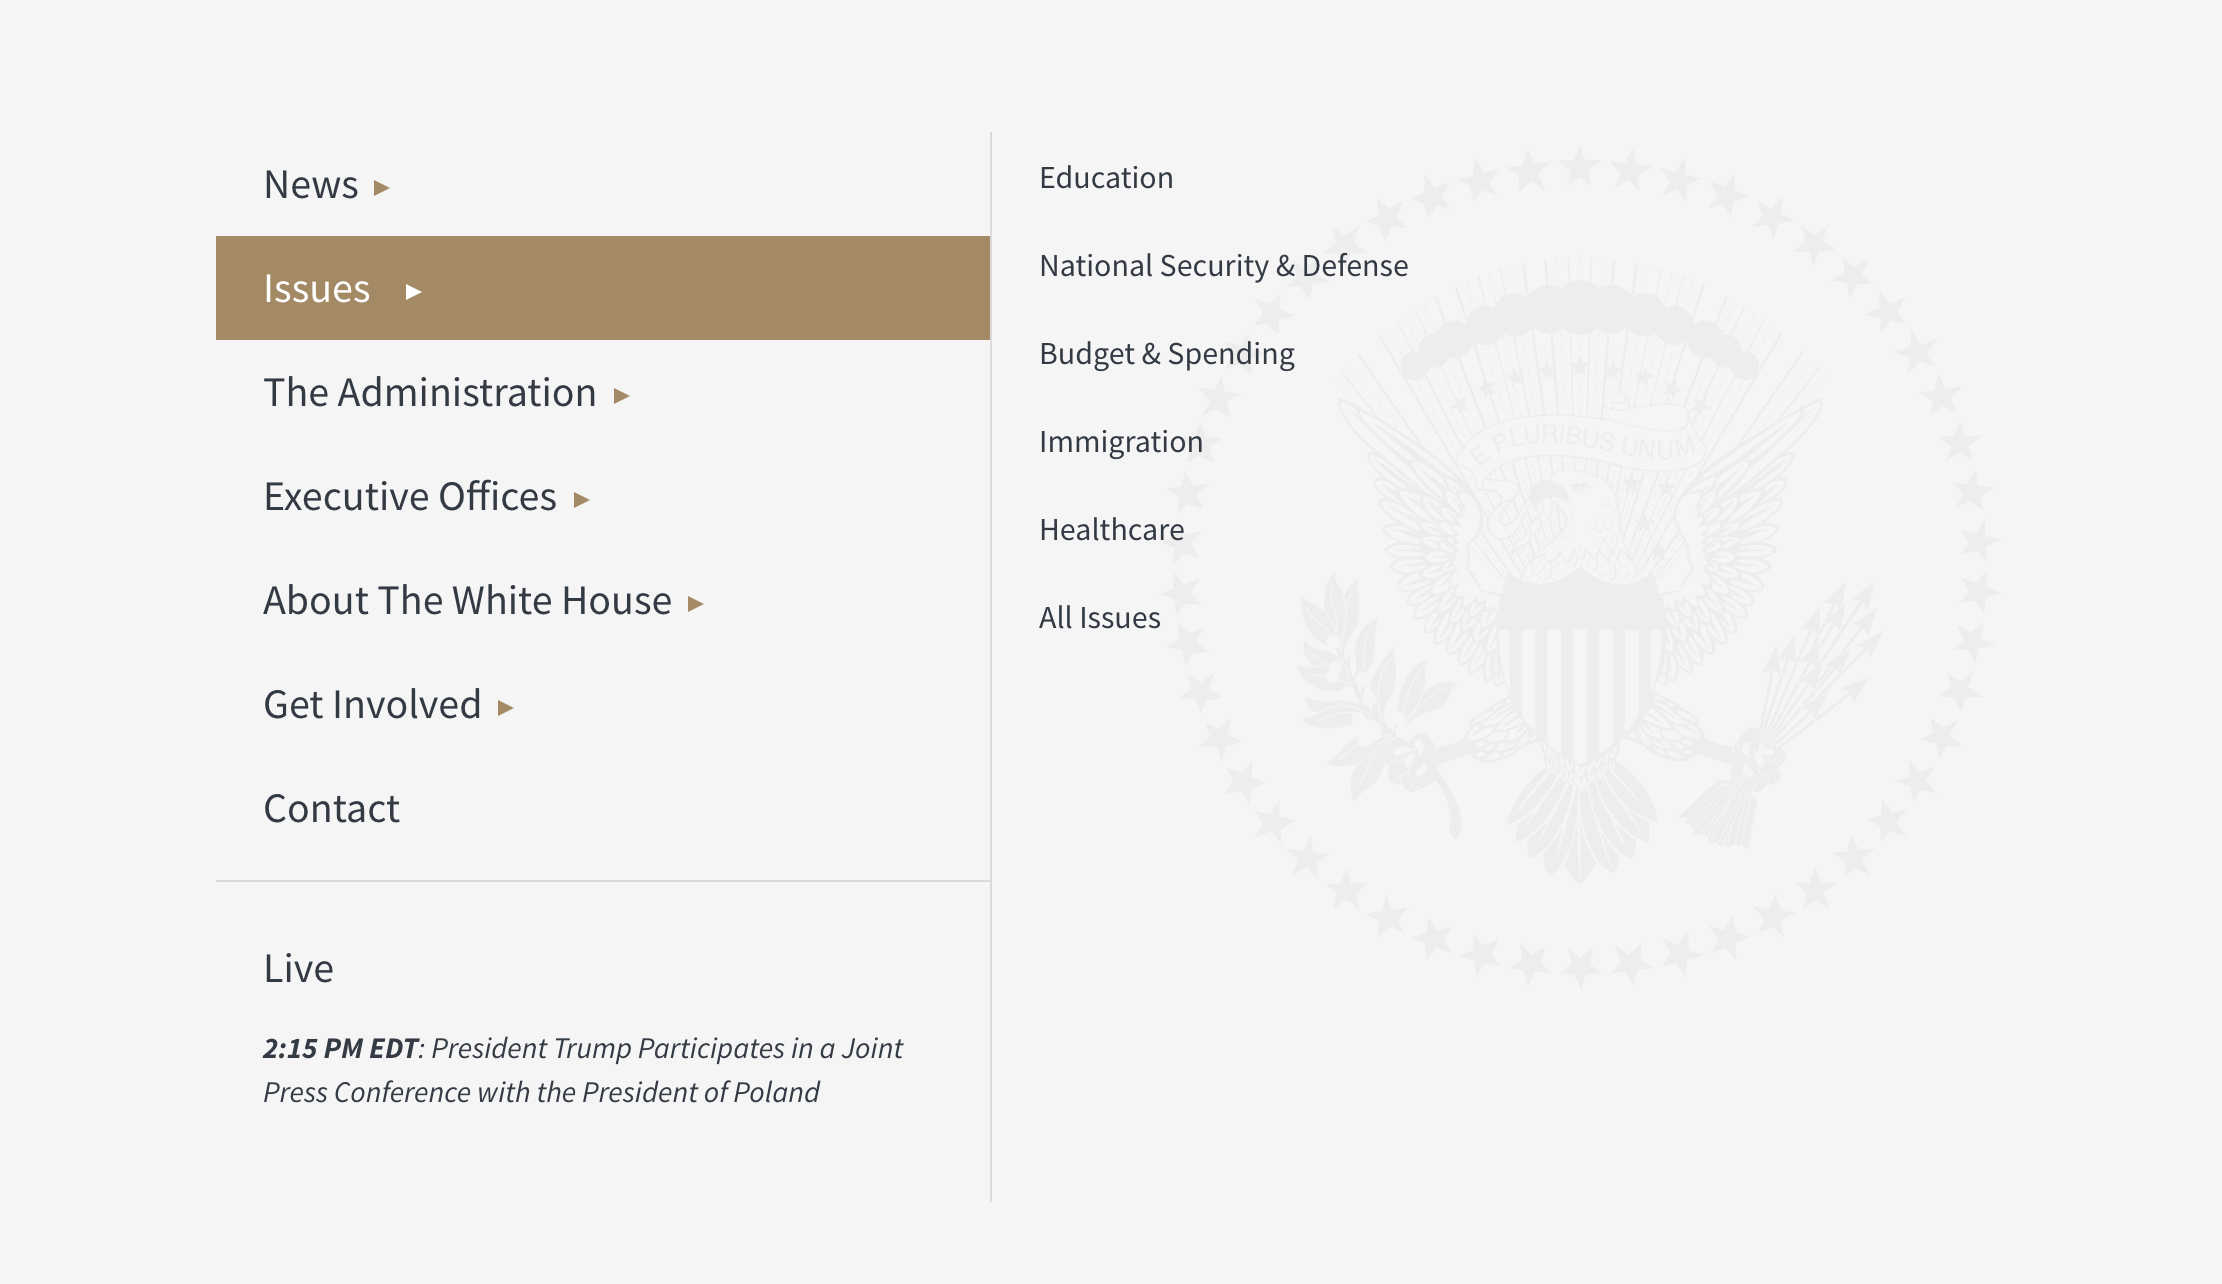 News
Issues
The Administration
Executive Offices
About The White House
Get Involved
Contact
Live
2:15 PM EDT: President Trump Participates in a Joint
Press Conference with the President of Poland
Education
National Security & Defense
Budget & Spending
Immigration
Healthcare
All Issues
E PLURIBUS UNUM